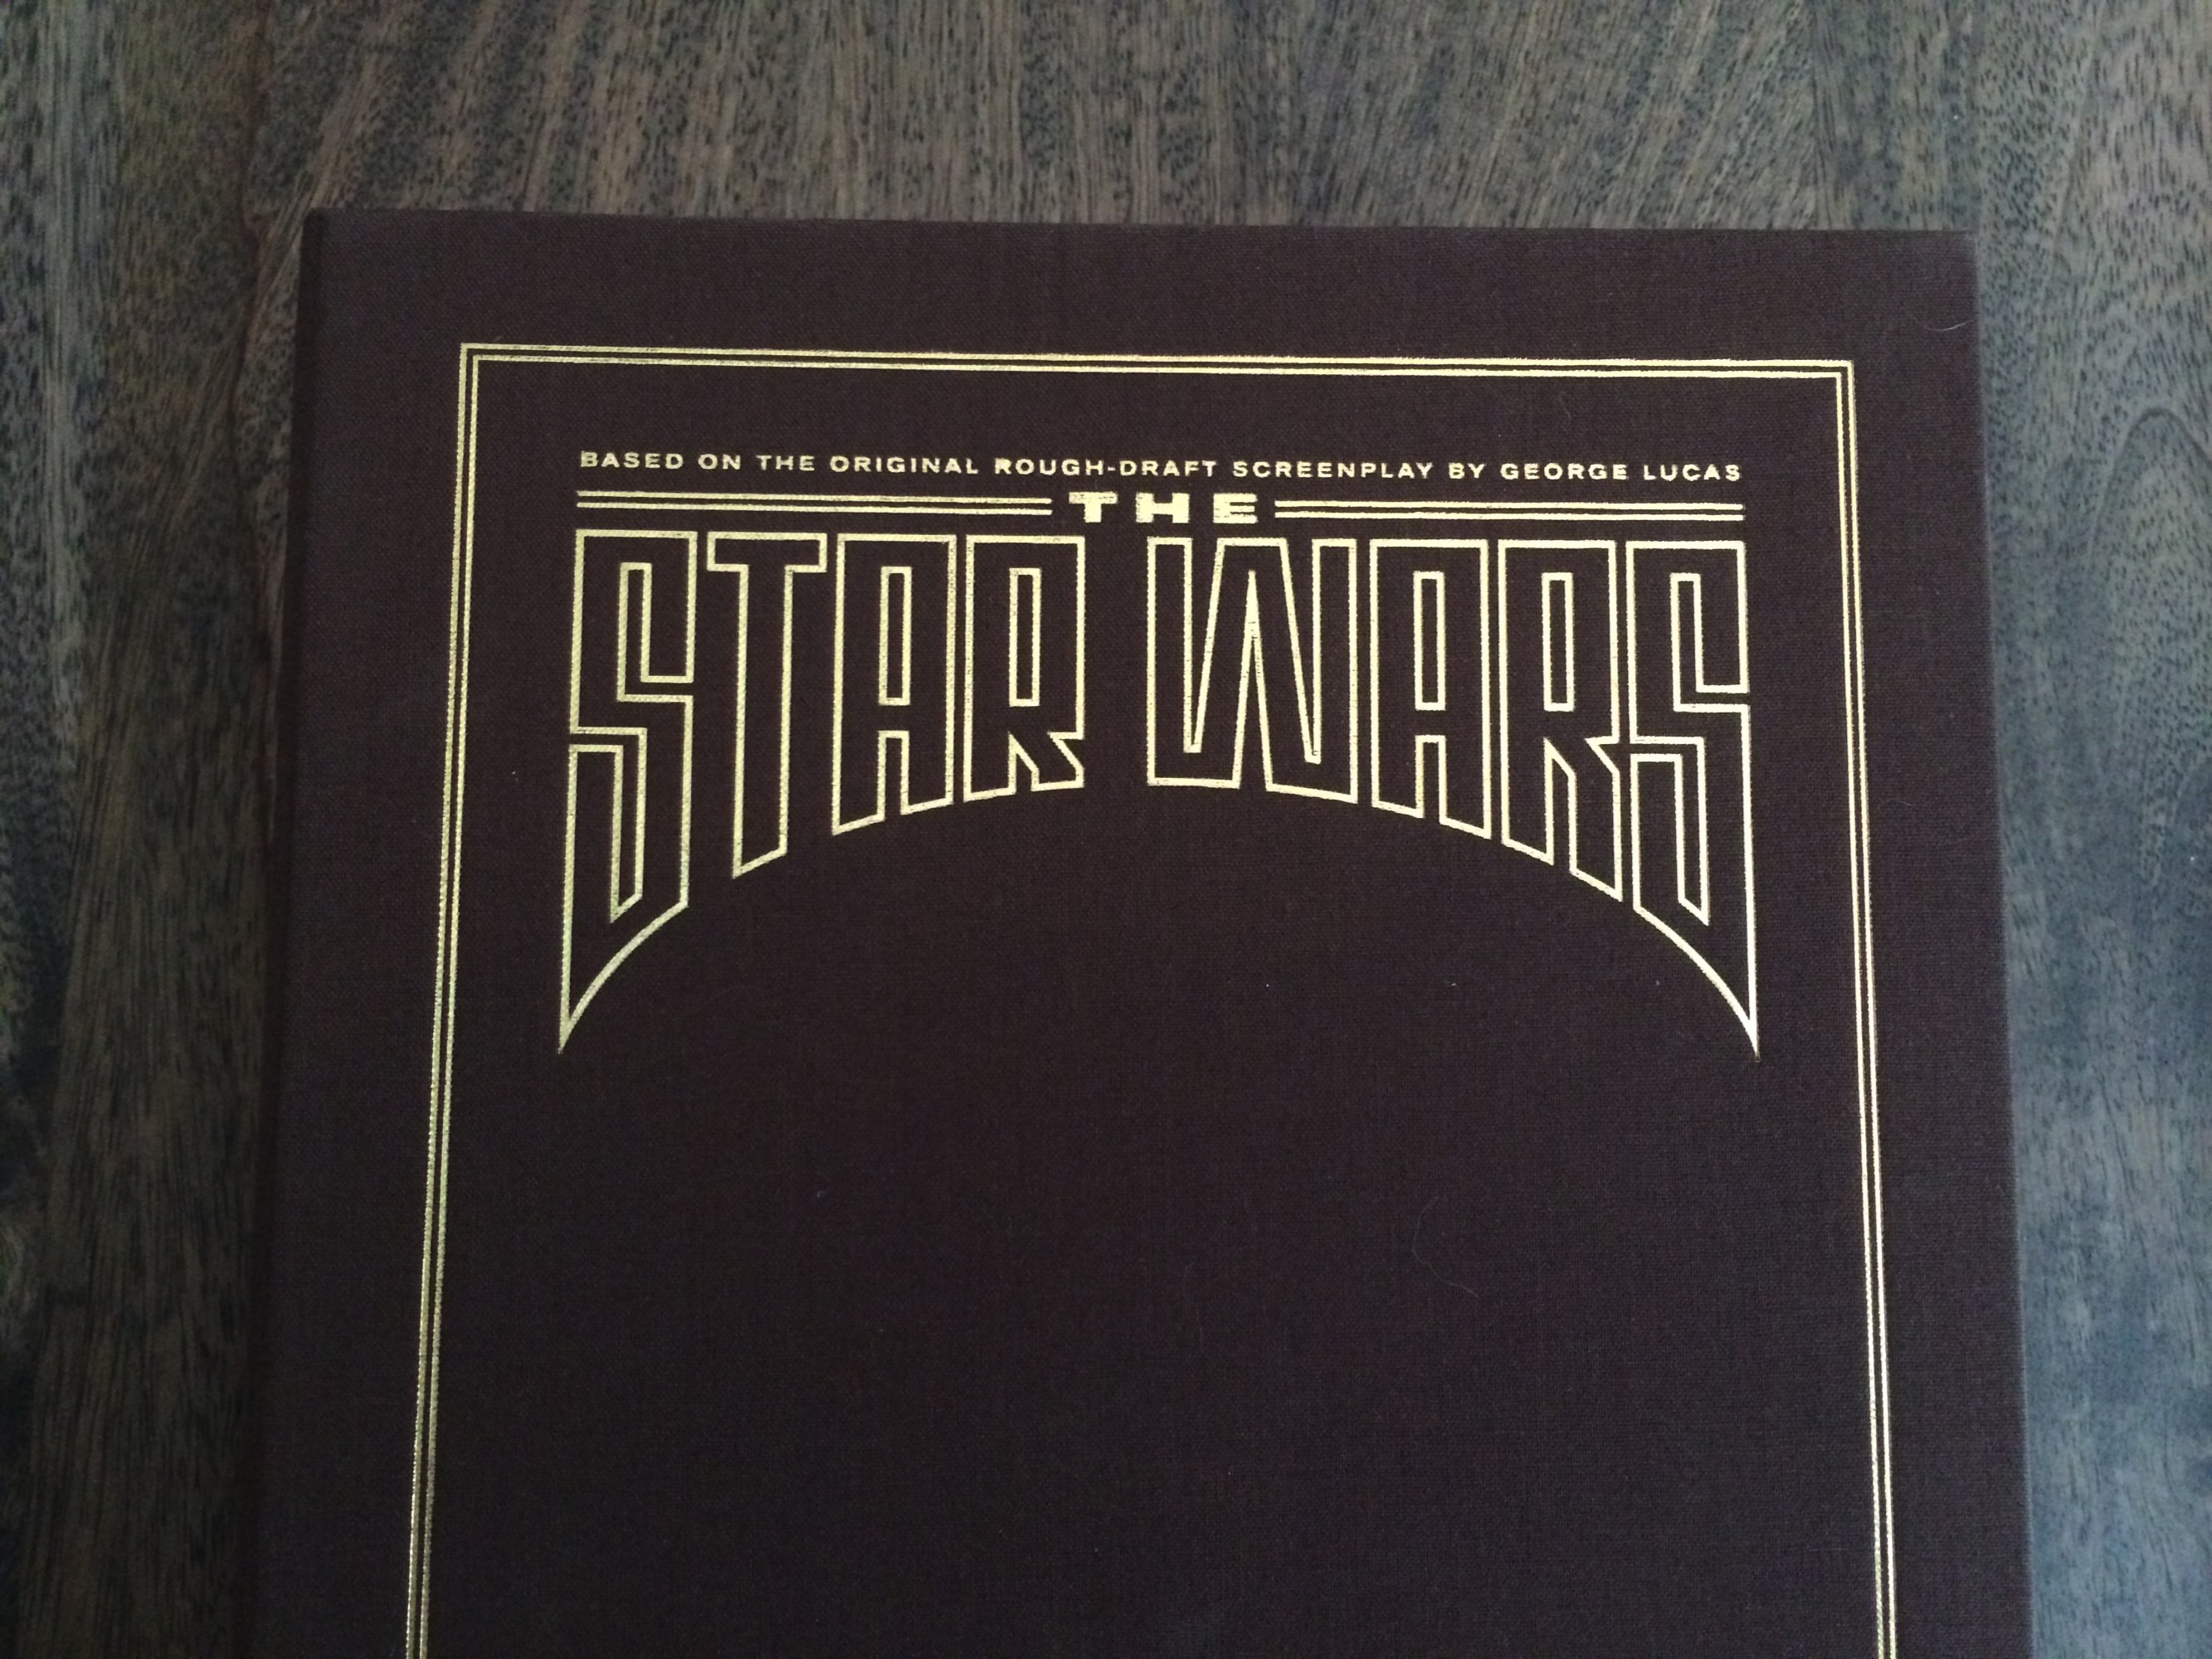 BASED ON THE ORIGINAL ROUGH-DRAFT SCREENPLAY BY GEORGE LUCAS
THE
STAR WARS